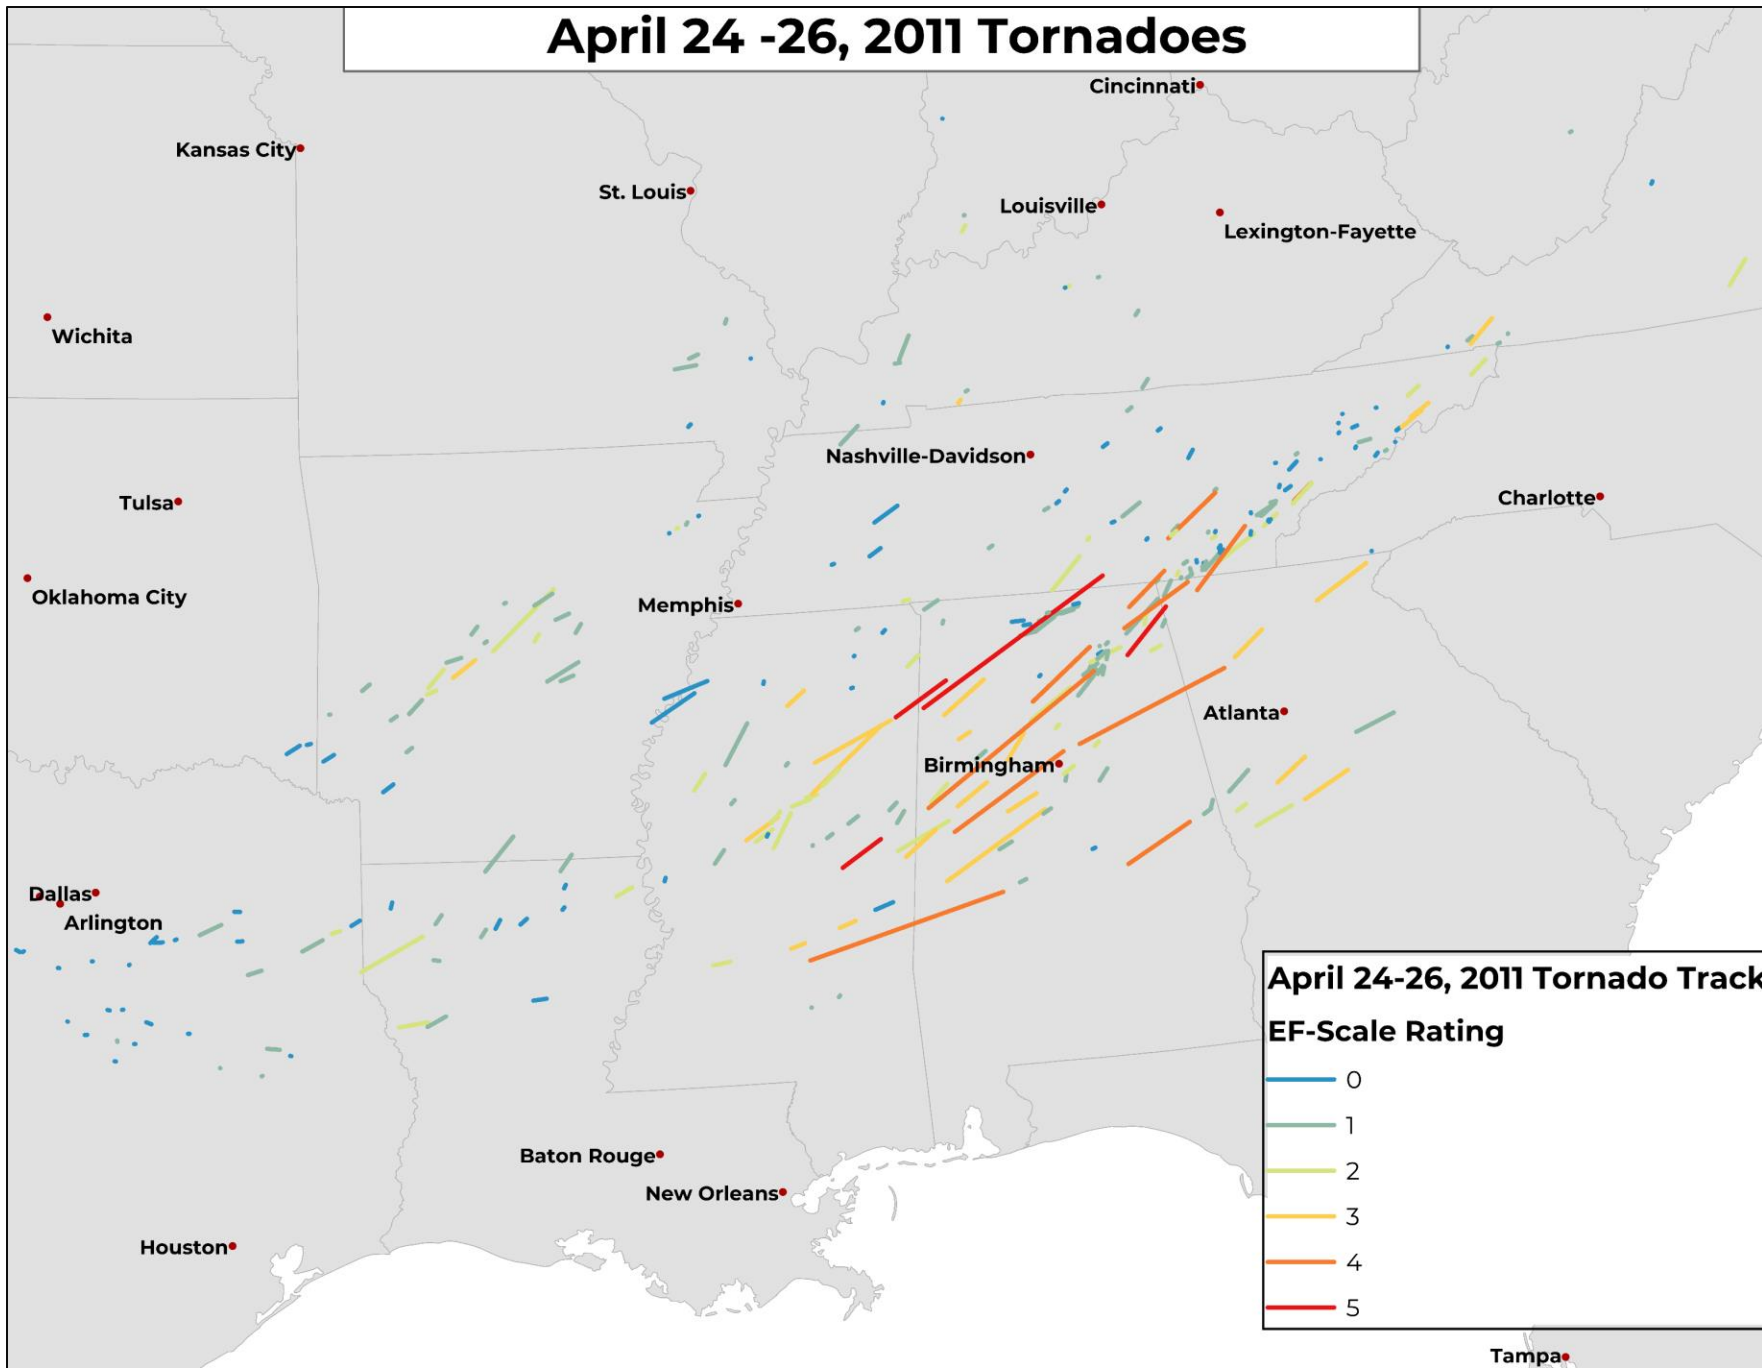 April 24 -26, 2011 Tornadoes
Cincinnati
Kansas City
St. Louis
Louisville
Lexington-Fayette
Wichita
Nashville-Davidson
Tulsa
Charlotte
Oklahoma City
Memphis
Atlanta
Birmingham
Dallas
Arlington
April 24-26, 2011 Tornado Track
EF-Scale Rating
0
1
2
3
4
5
Baton Rouge
New Orleans
Houston
Tampa